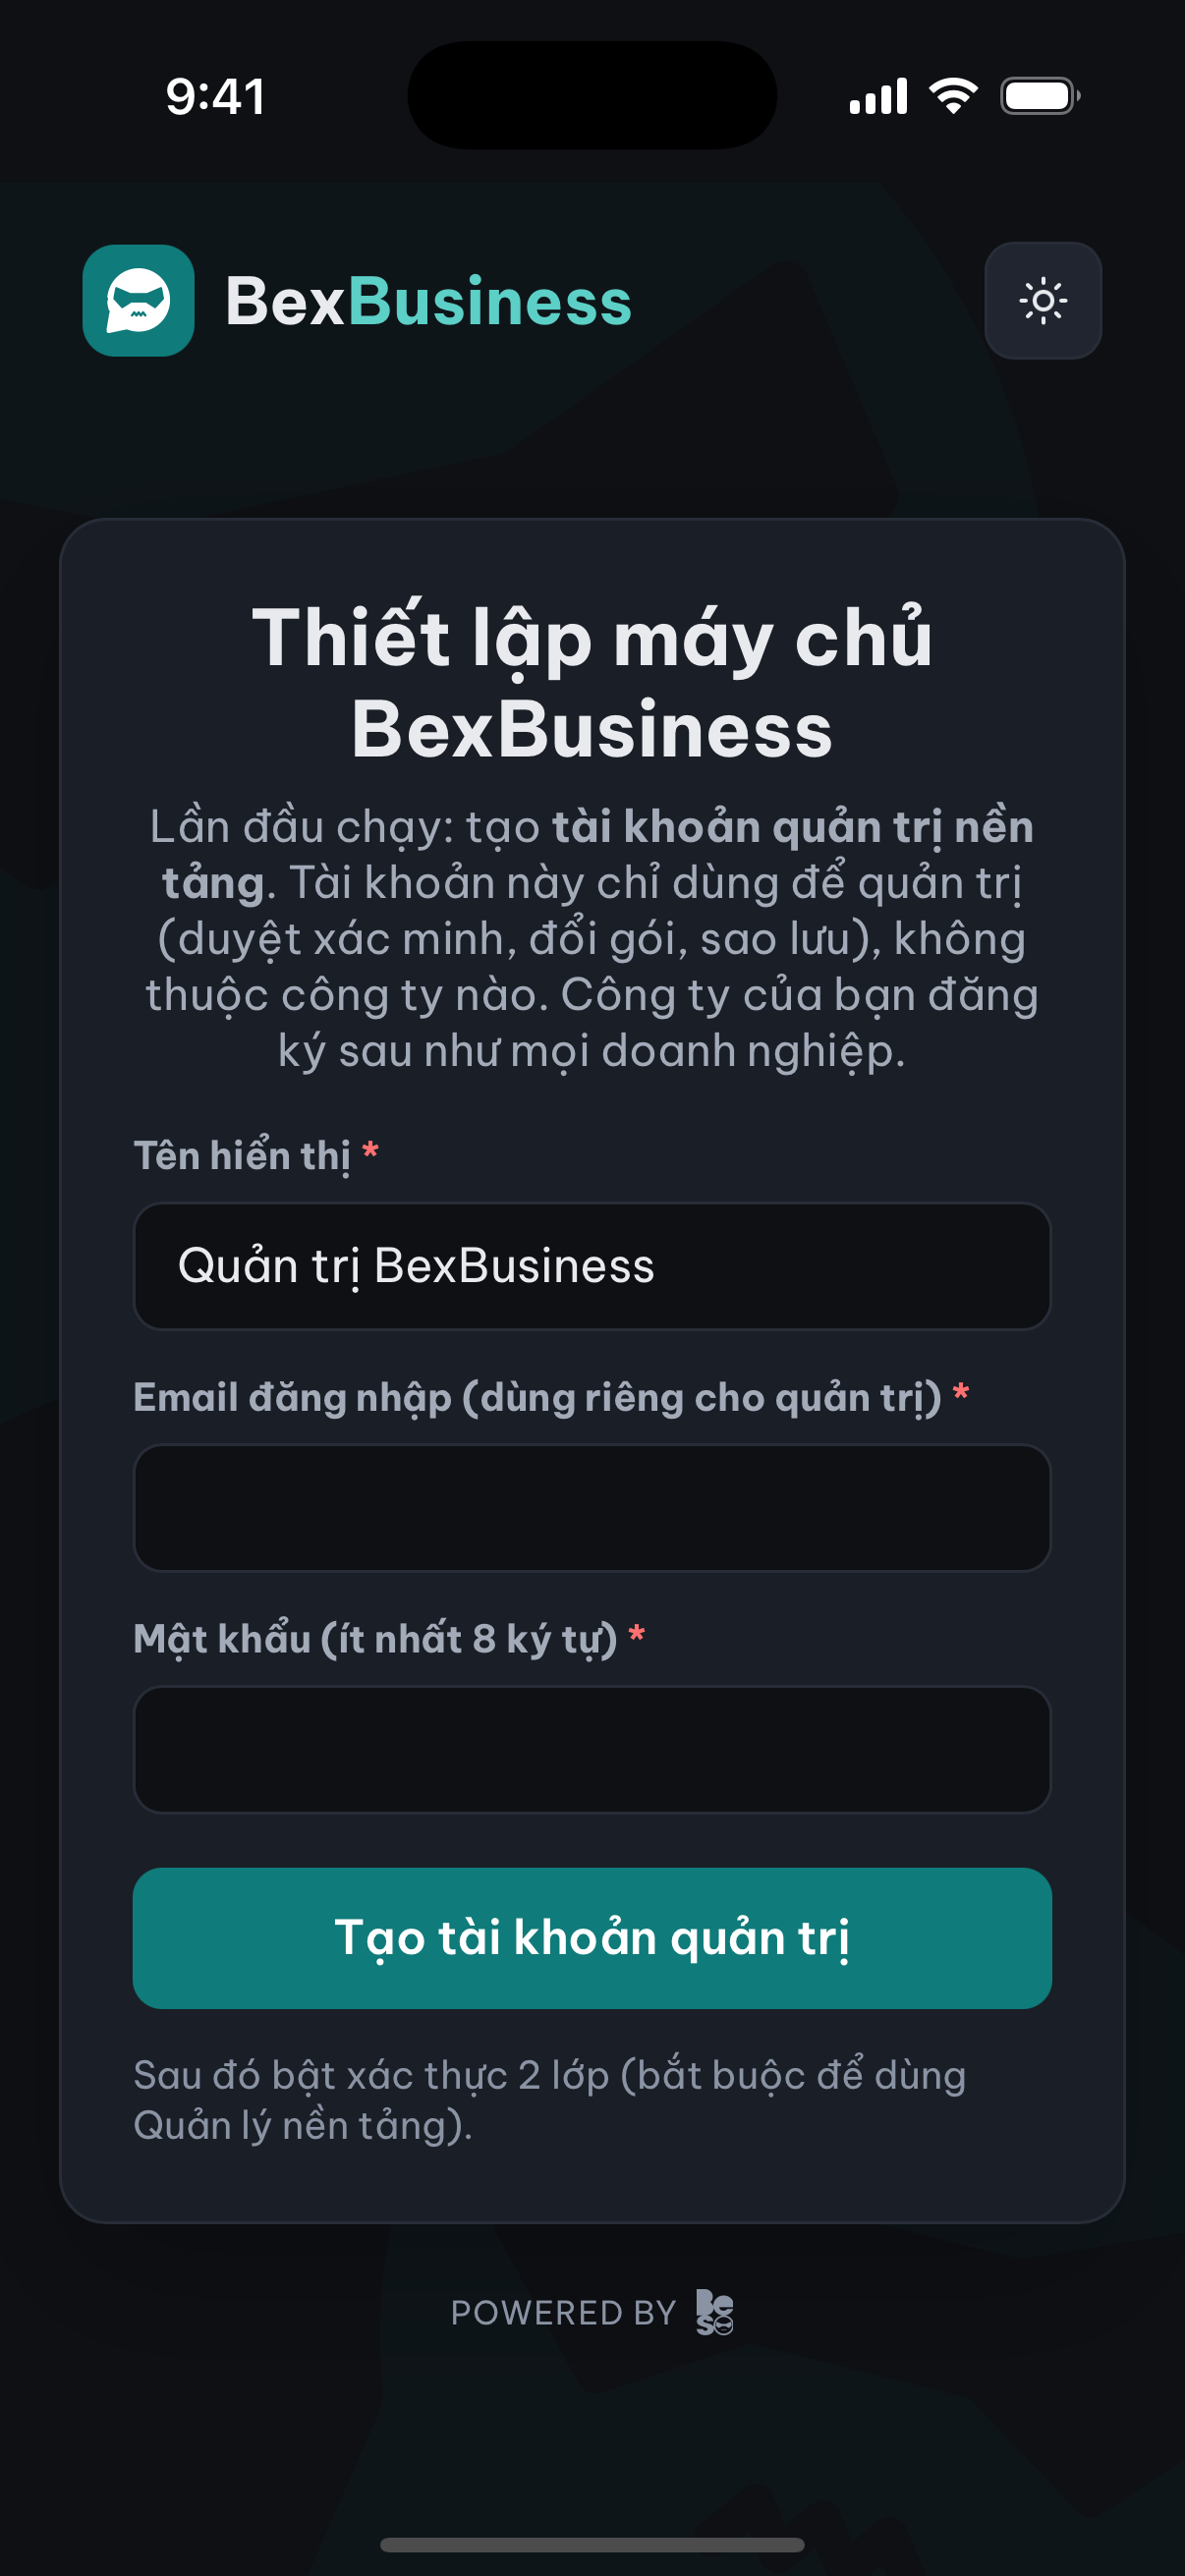 9:41
BexBusiness
Thiết lập máy chủ
BexBusiness
Lần đầu chạy: tạo tài khoản quản trị nền
tảng. Tài khoản này chỉ dùng để quản trị
(duyệt xác minh, đổi gói, sao lưu), không
thuộc công ty nào. Công ty của bạn đăng
ký sau như mọi doanh nghiệp.
Tên hiển thị *
Quản trị BexBusiness
Email đăng nhập (dùng riêng cho quản trị) *
Mật khẩu (ít nhất 8 ký tự) *
Tạo tài khoản quản trị
Sau đó bật xác thực 2 lớp (bắt buộc để dùng
Quản lý nền tảng).
POWERED BY Beso